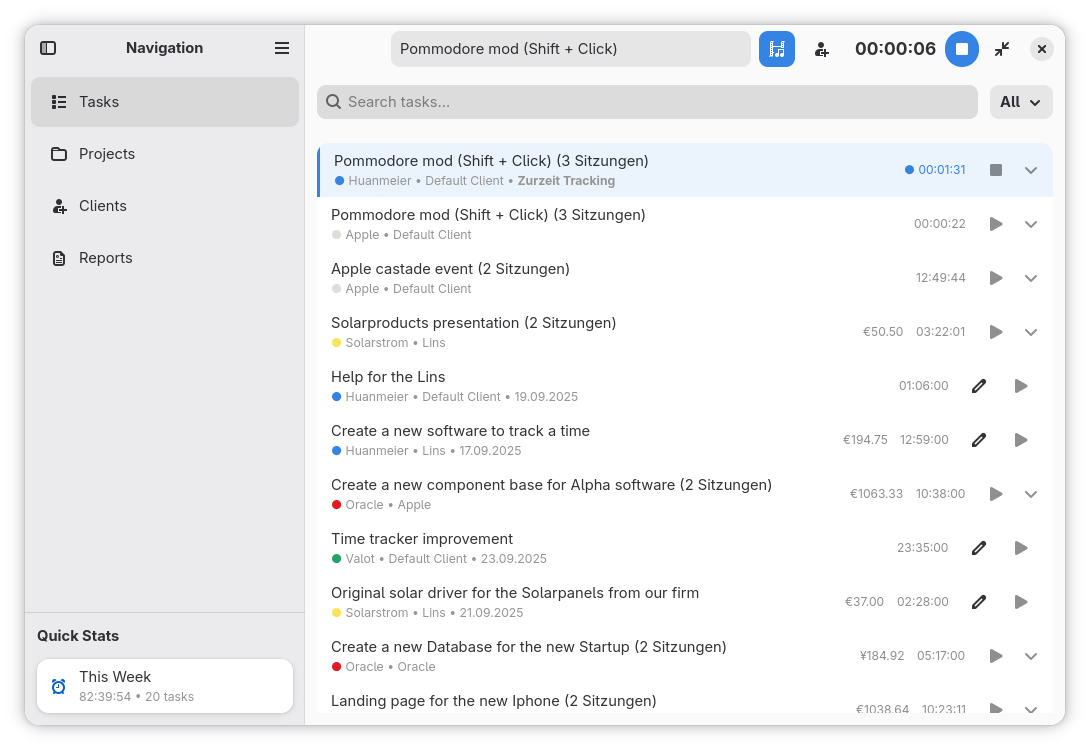 Navigation
Pommodore mod (Shift + Click)
00:00:06
Tasks
Projects
Clients
Reports
Search tasks...
All
Pommodore mod (Shift + Click) (3 Sitzungen)
Huanmeier • Default Client • Zurzeit Tracking
00:01:31
Pommodore mod (Shift + Click) (3 Sitzungen)
Apple • Default Client
00:00:22
Apple castade event (2 Sitzungen)
Apple • Default Client
12:49:44
Solarproducts presentation (2 Sitzungen)
Solarstrom • Lins
€50.50 03:22:01
Help for the Lins
Huanmeier • Default Client • 19.09.2025
01:06:00
Create a new software to track a time
Huanmeier • Lins • 17.09.2025
€194.75 12:59:00
Create a new component base for Alpha software (2 Sitzungen)
Oracle • Apple
€1063.33 10:38:00
Time tracker improvement
Valot • Default Client • 23.09.2025
23:35:00
Original solar driver for the Solarpanels from our firm
Solarstrom • Lins • 21.09.2025
€37.00 02:28:00
Create a new Database for the new Startup (2 Sitzungen)
Oracle • Oracle
¥184.92 05:17:00
Landing page for the new Iphone (2 Sitzungen)
€1038.64 10:23:11
Quick Stats
This Week
82:39:54 • 20 tasks